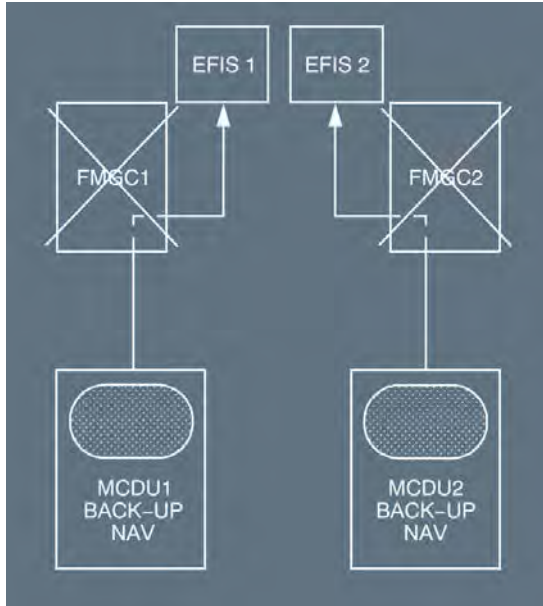 EFIS 1
EFIS 2
FMGC1
FMGC2
MCDU1
BACK–UP
NAV
MCDU2
BACK–UP
NAV